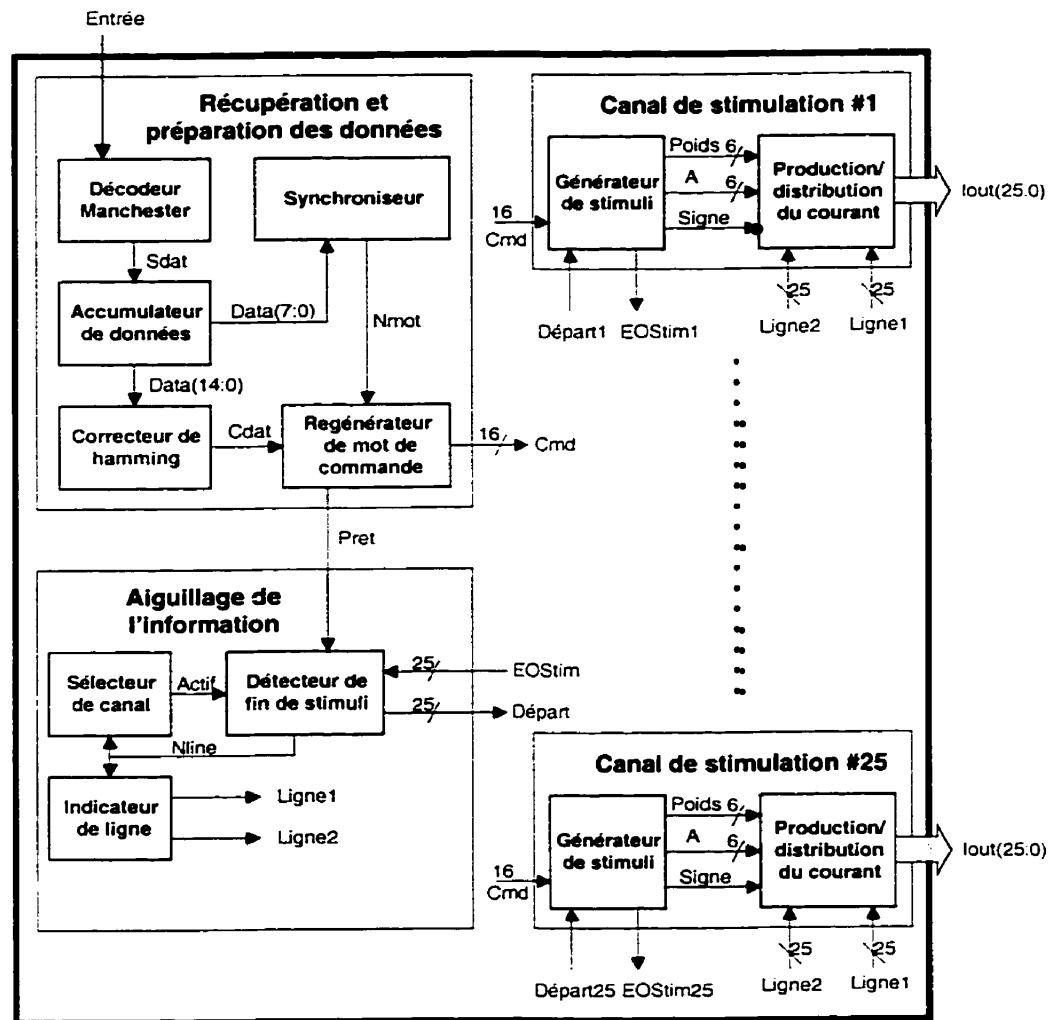 Entrée
Récupération et
préparation des données
Décodeur
Manchester
Synchroniseur
Sdat
Accumulateur
de données
Data(7:0)
Nmot
Data(14:0)
Correcteur de
hamming
Cdat
Regénérateur
de mot de
commande
16
Cmd
Pret
Aiguillage de
l'information
Sélecteur
de canal
Actif
Détecteur de
fin de stimuli
25
EOStim
25
Départ
Nline
Indicateur
de ligne
Ligne1
Ligne2
Canal de stimulation #1
16
Cmd
Générateur
de stimuli
Poids 6
A 6
Signe
Production/
distribution
du courant
Iout(25.0)
25
25
Départ1 EOStim1 Ligne2 Ligne1
Canal de stimulation #25
16
Cmd
Générateur
de stimuli
Poids 6
A 6
Signe
Production/
distribution
du courant
Iout(25:0)
25
25
Départ25 EOStim25 Ligne2 Ligne1